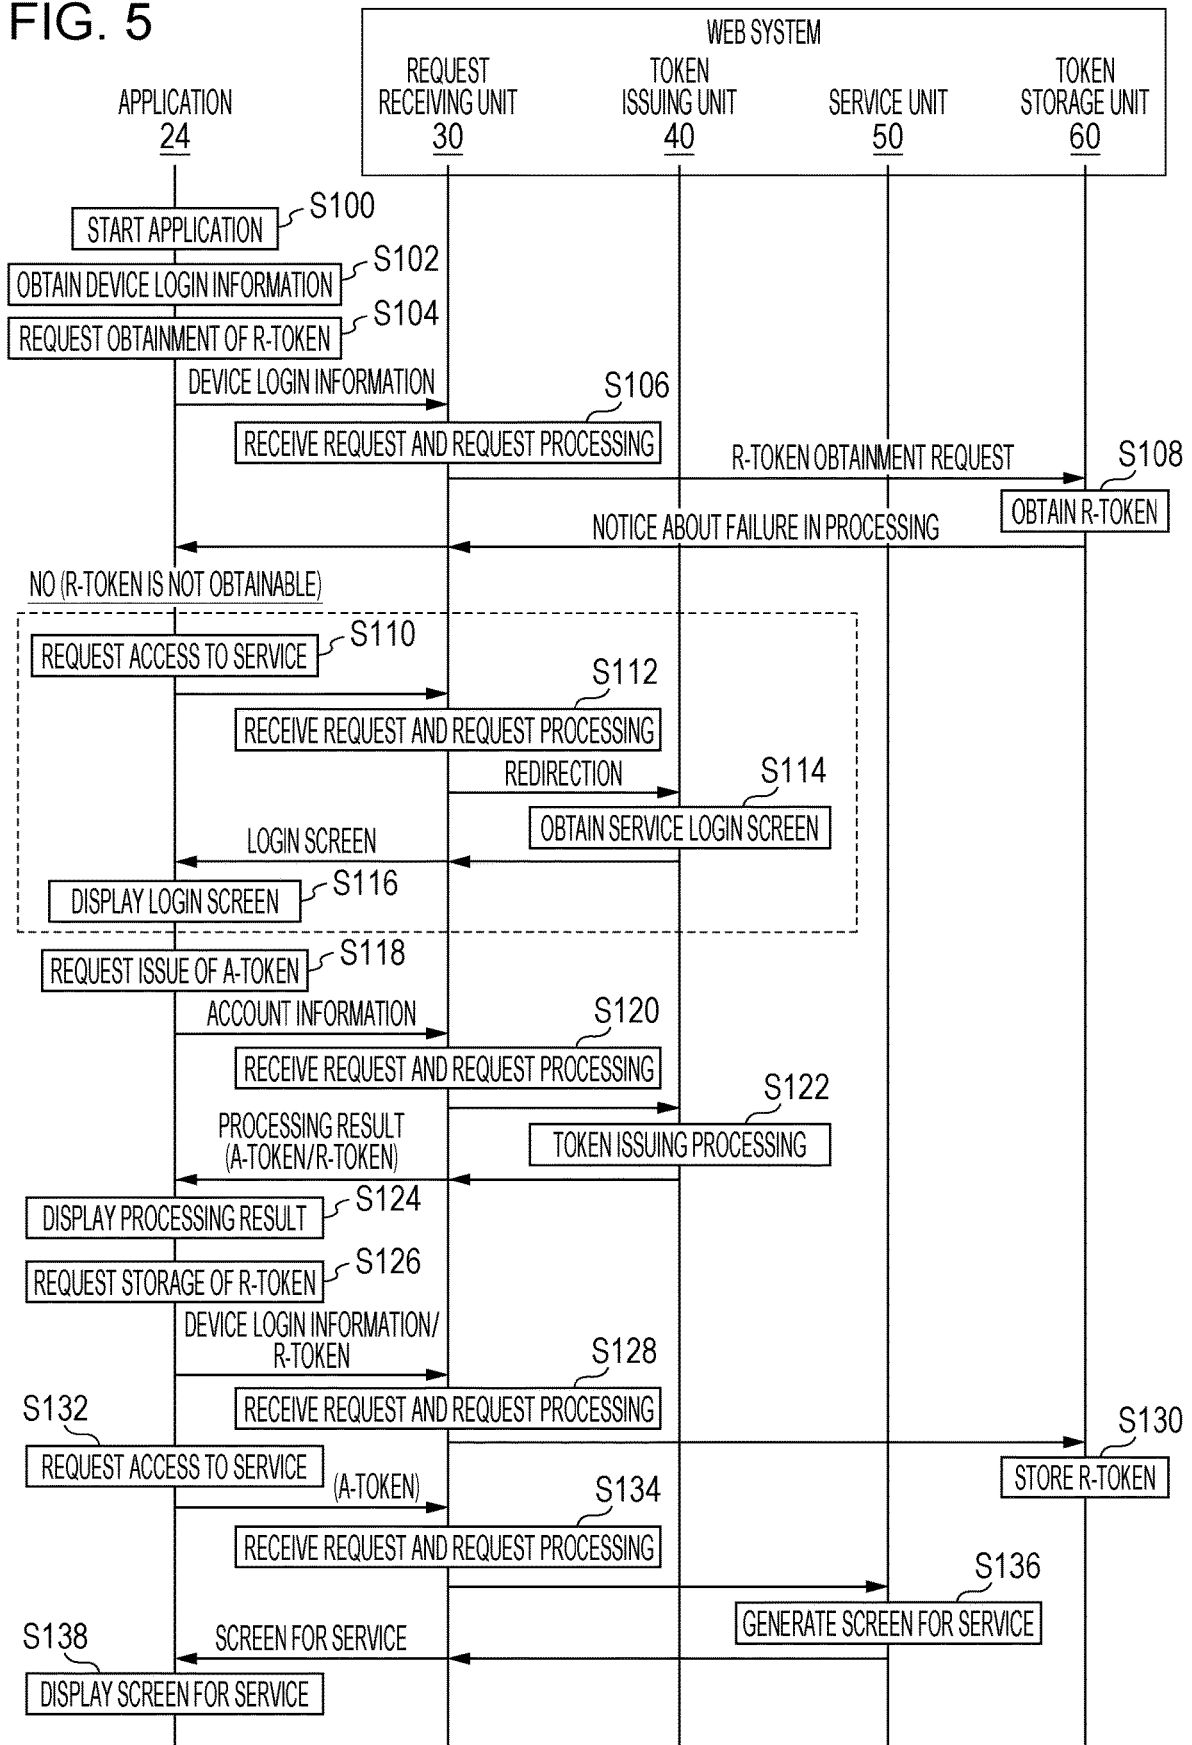 FIG. 5
WEB SYSTEM
APPLICATION
24
REQUEST
RECEIVING UNIT
30
TOKEN
ISSUING UNIT
40
SERVICE UNIT
50
TOKEN
STORAGE UNIT
60
START APPLICATION
S100
OBTAIN DEVICE LOGIN INFORMATION
S102
REQUEST OBTAINMENT OF R-TOKEN
S104
DEVICE LOGIN INFORMATION
S106
RECEIVE REQUEST AND REQUEST PROCESSING
R-TOKEN OBTAINMENT REQUEST
S108
OBTAIN R-TOKEN
NOTICE ABOUT FAILURE IN PROCESSING
NO (R-TOKEN IS NOT OBTAINABLE)
REQUEST ACCESS TO SERVICE
S110
S112
RECEIVE REQUEST AND REQUEST PROCESSING
REDIRECTION
S114
OBTAIN SERVICE LOGIN SCREEN
LOGIN SCREEN
DISPLAY LOGIN SCREEN
S116
REQUEST ISSUE OF A-TOKEN
S118
ACCOUNT INFORMATION
S120
RECEIVE REQUEST AND REQUEST PROCESSING
S122
TOKEN ISSUING PROCESSING
PROCESSING RESULT
(A-TOKEN/R-TOKEN)
DISPLAY PROCESSING RESULT
S124
REQUEST STORAGE OF R-TOKEN
S126
DEVICE LOGIN INFORMATION/
R-TOKEN
S128
RECEIVE REQUEST AND REQUEST PROCESSING
S130
STORE R-TOKEN
S132
REQUEST ACCESS TO SERVICE
(A-TOKEN)
S134
RECEIVE REQUEST AND REQUEST PROCESSING
S136
GENERATE SCREEN FOR SERVICE
SCREEN FOR SERVICE
S138
DISPLAY SCREEN FOR SERVICE